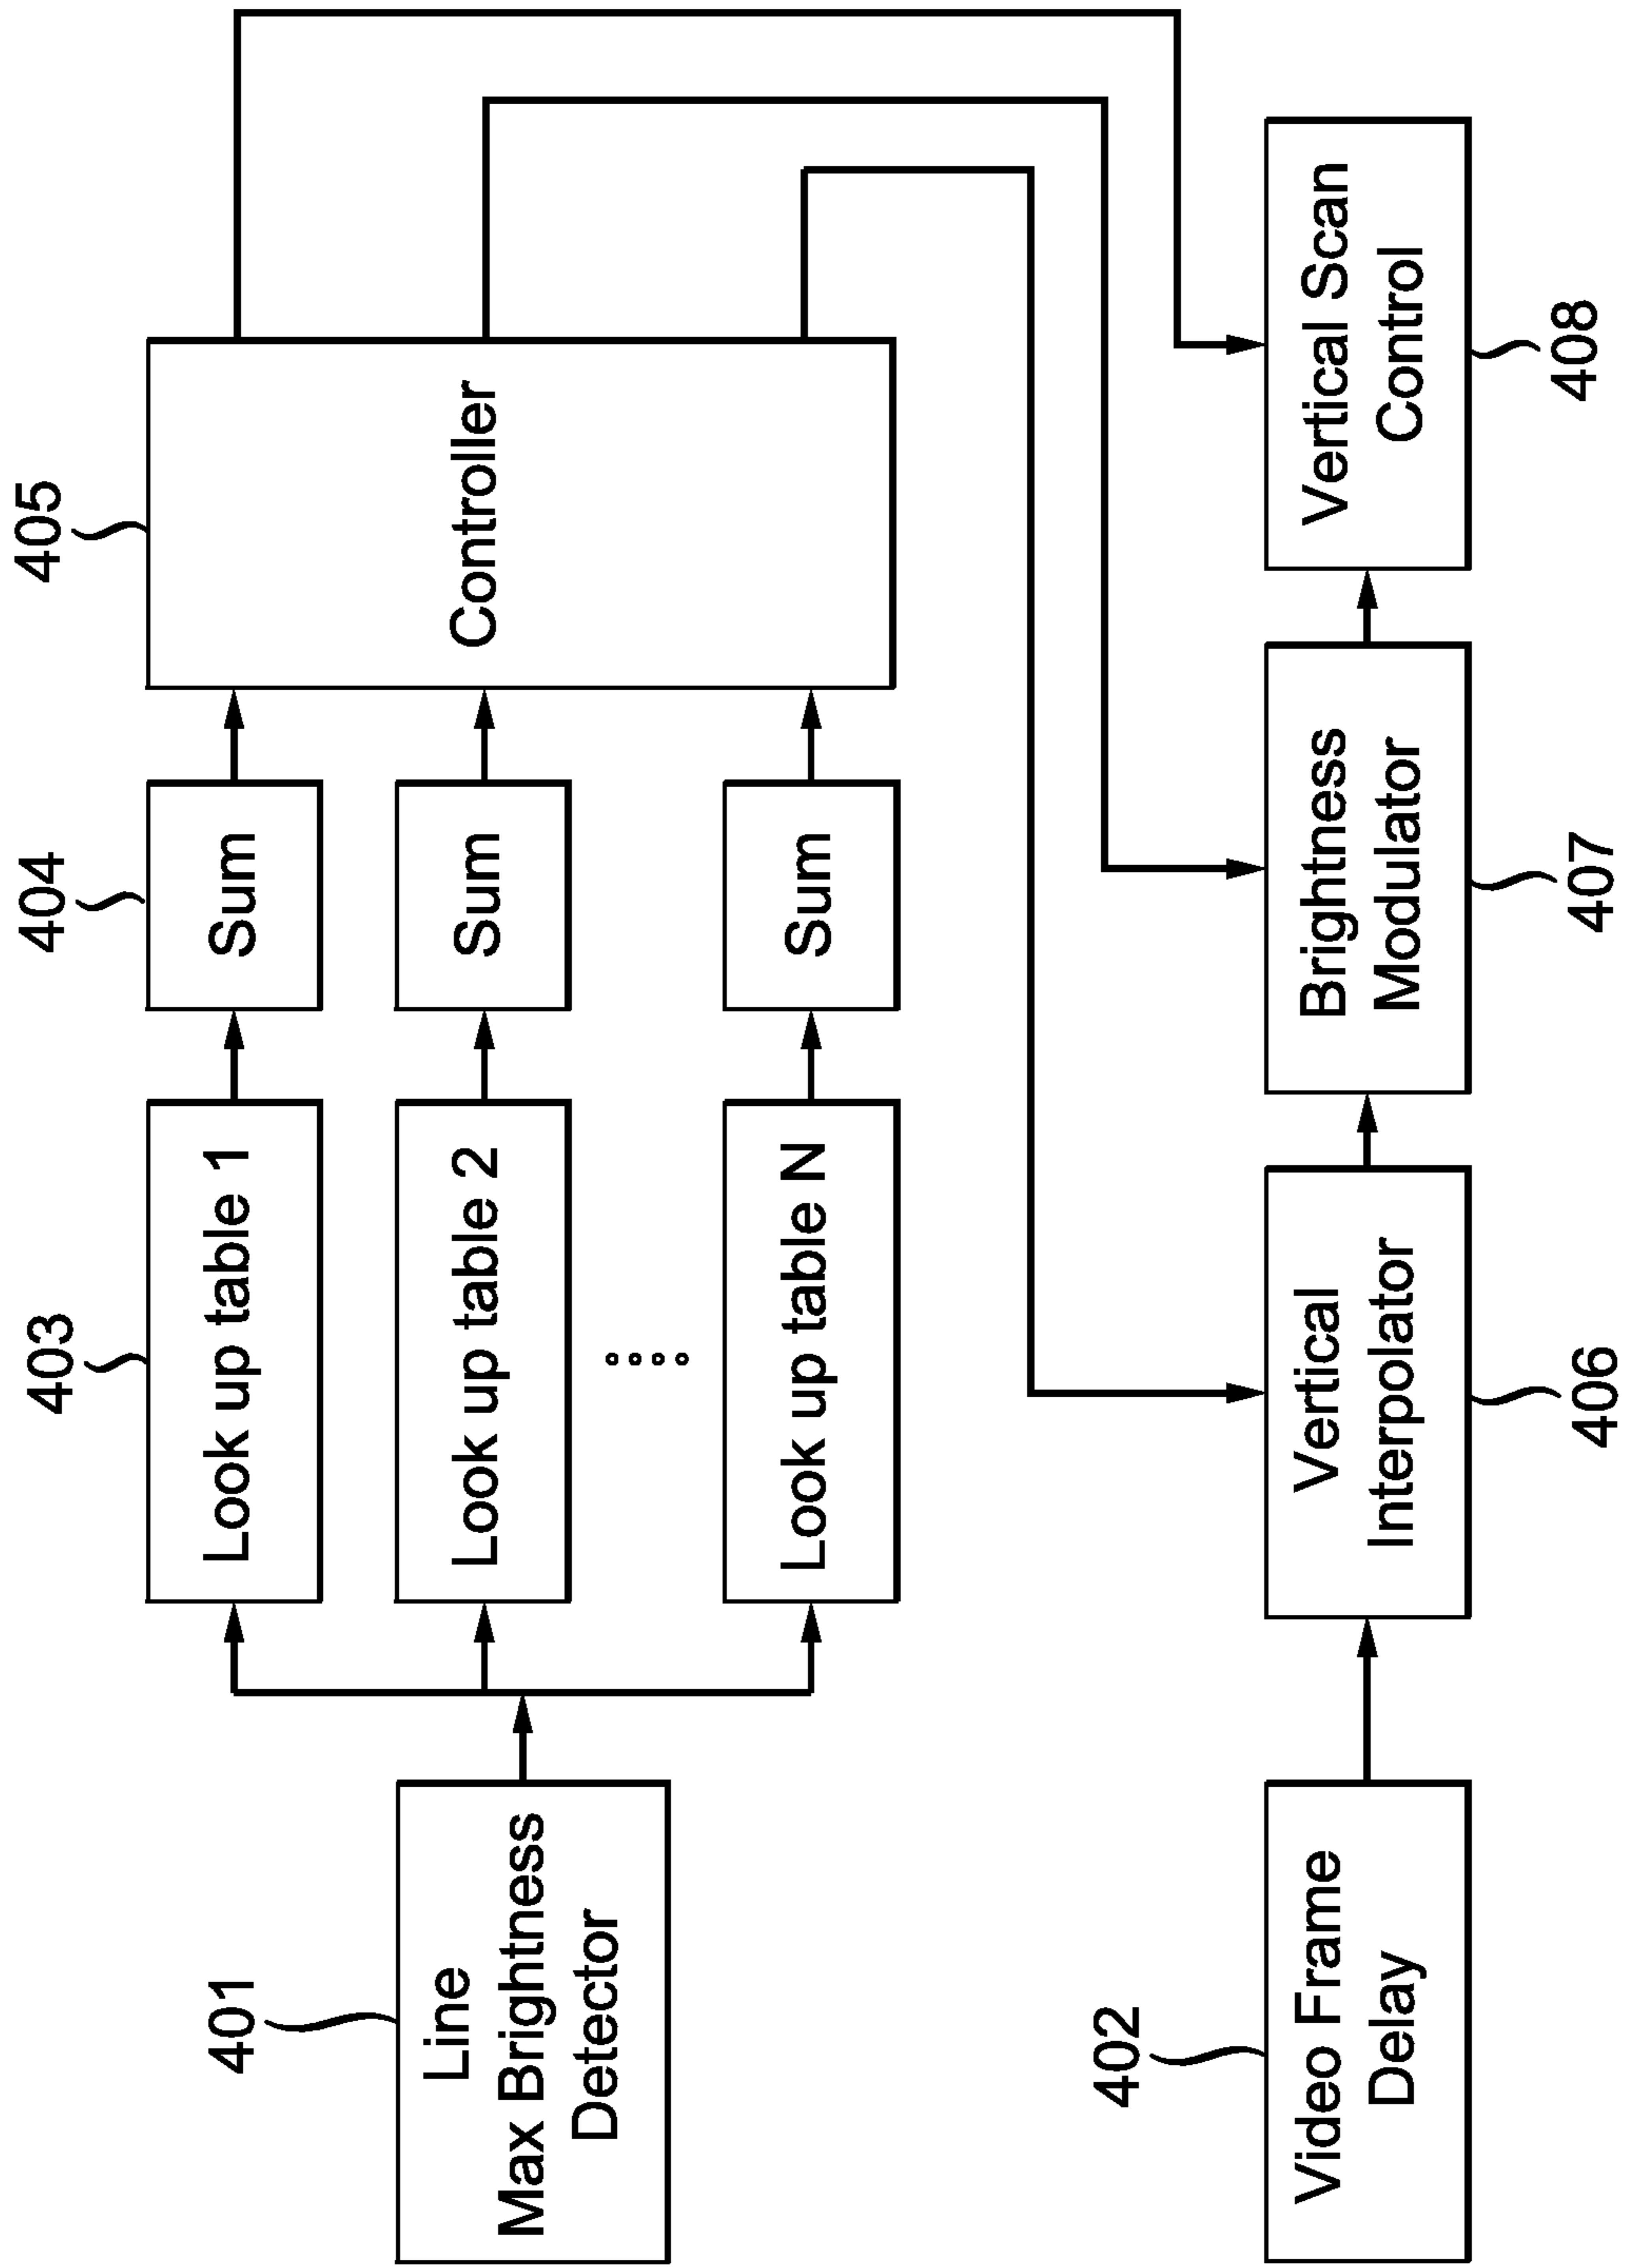 401
Line
Max Brightness
Detector
403
Look up table 1
Look up table 2
Look up table N
404
Sum
Sum
Sum
405
Controller
402
Video Frame
Delay
Vertical
Interpolator
406
Brightness
Modulator
407
Vertical Scan
Control
408